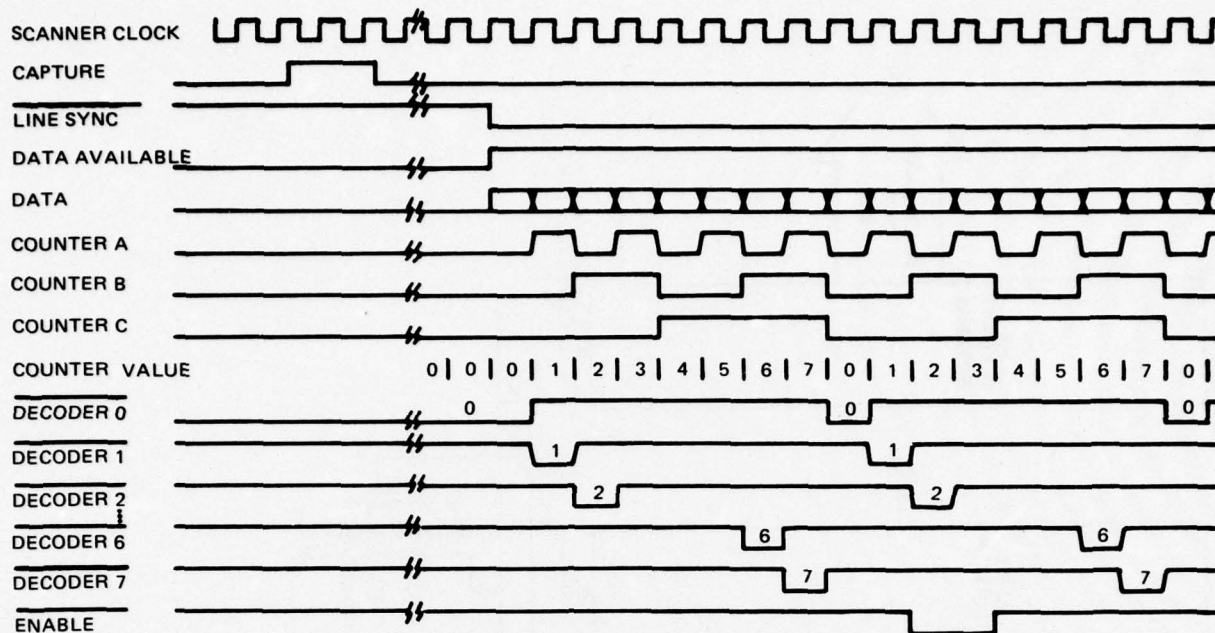 SCANNER CLOCK
CAPTURE
LINE SYNC
DATA AVAILABLE
DATA
COUNTER A
COUNTER B
COUNTER C
COUNTER VALUE 0 | 0 | 0 | 1 | 2 | 3 | 4 | 5 | 6 | 7 | 0 | 1 | 2 | 3 | 4 | 5 | 6 | 7 | 0 |
DECODER 0 0 0 0
DECODER 1 1 1
DECODER 2 2 2
DECODER 6 6 6
DECODER 7 7 7
ENABLE